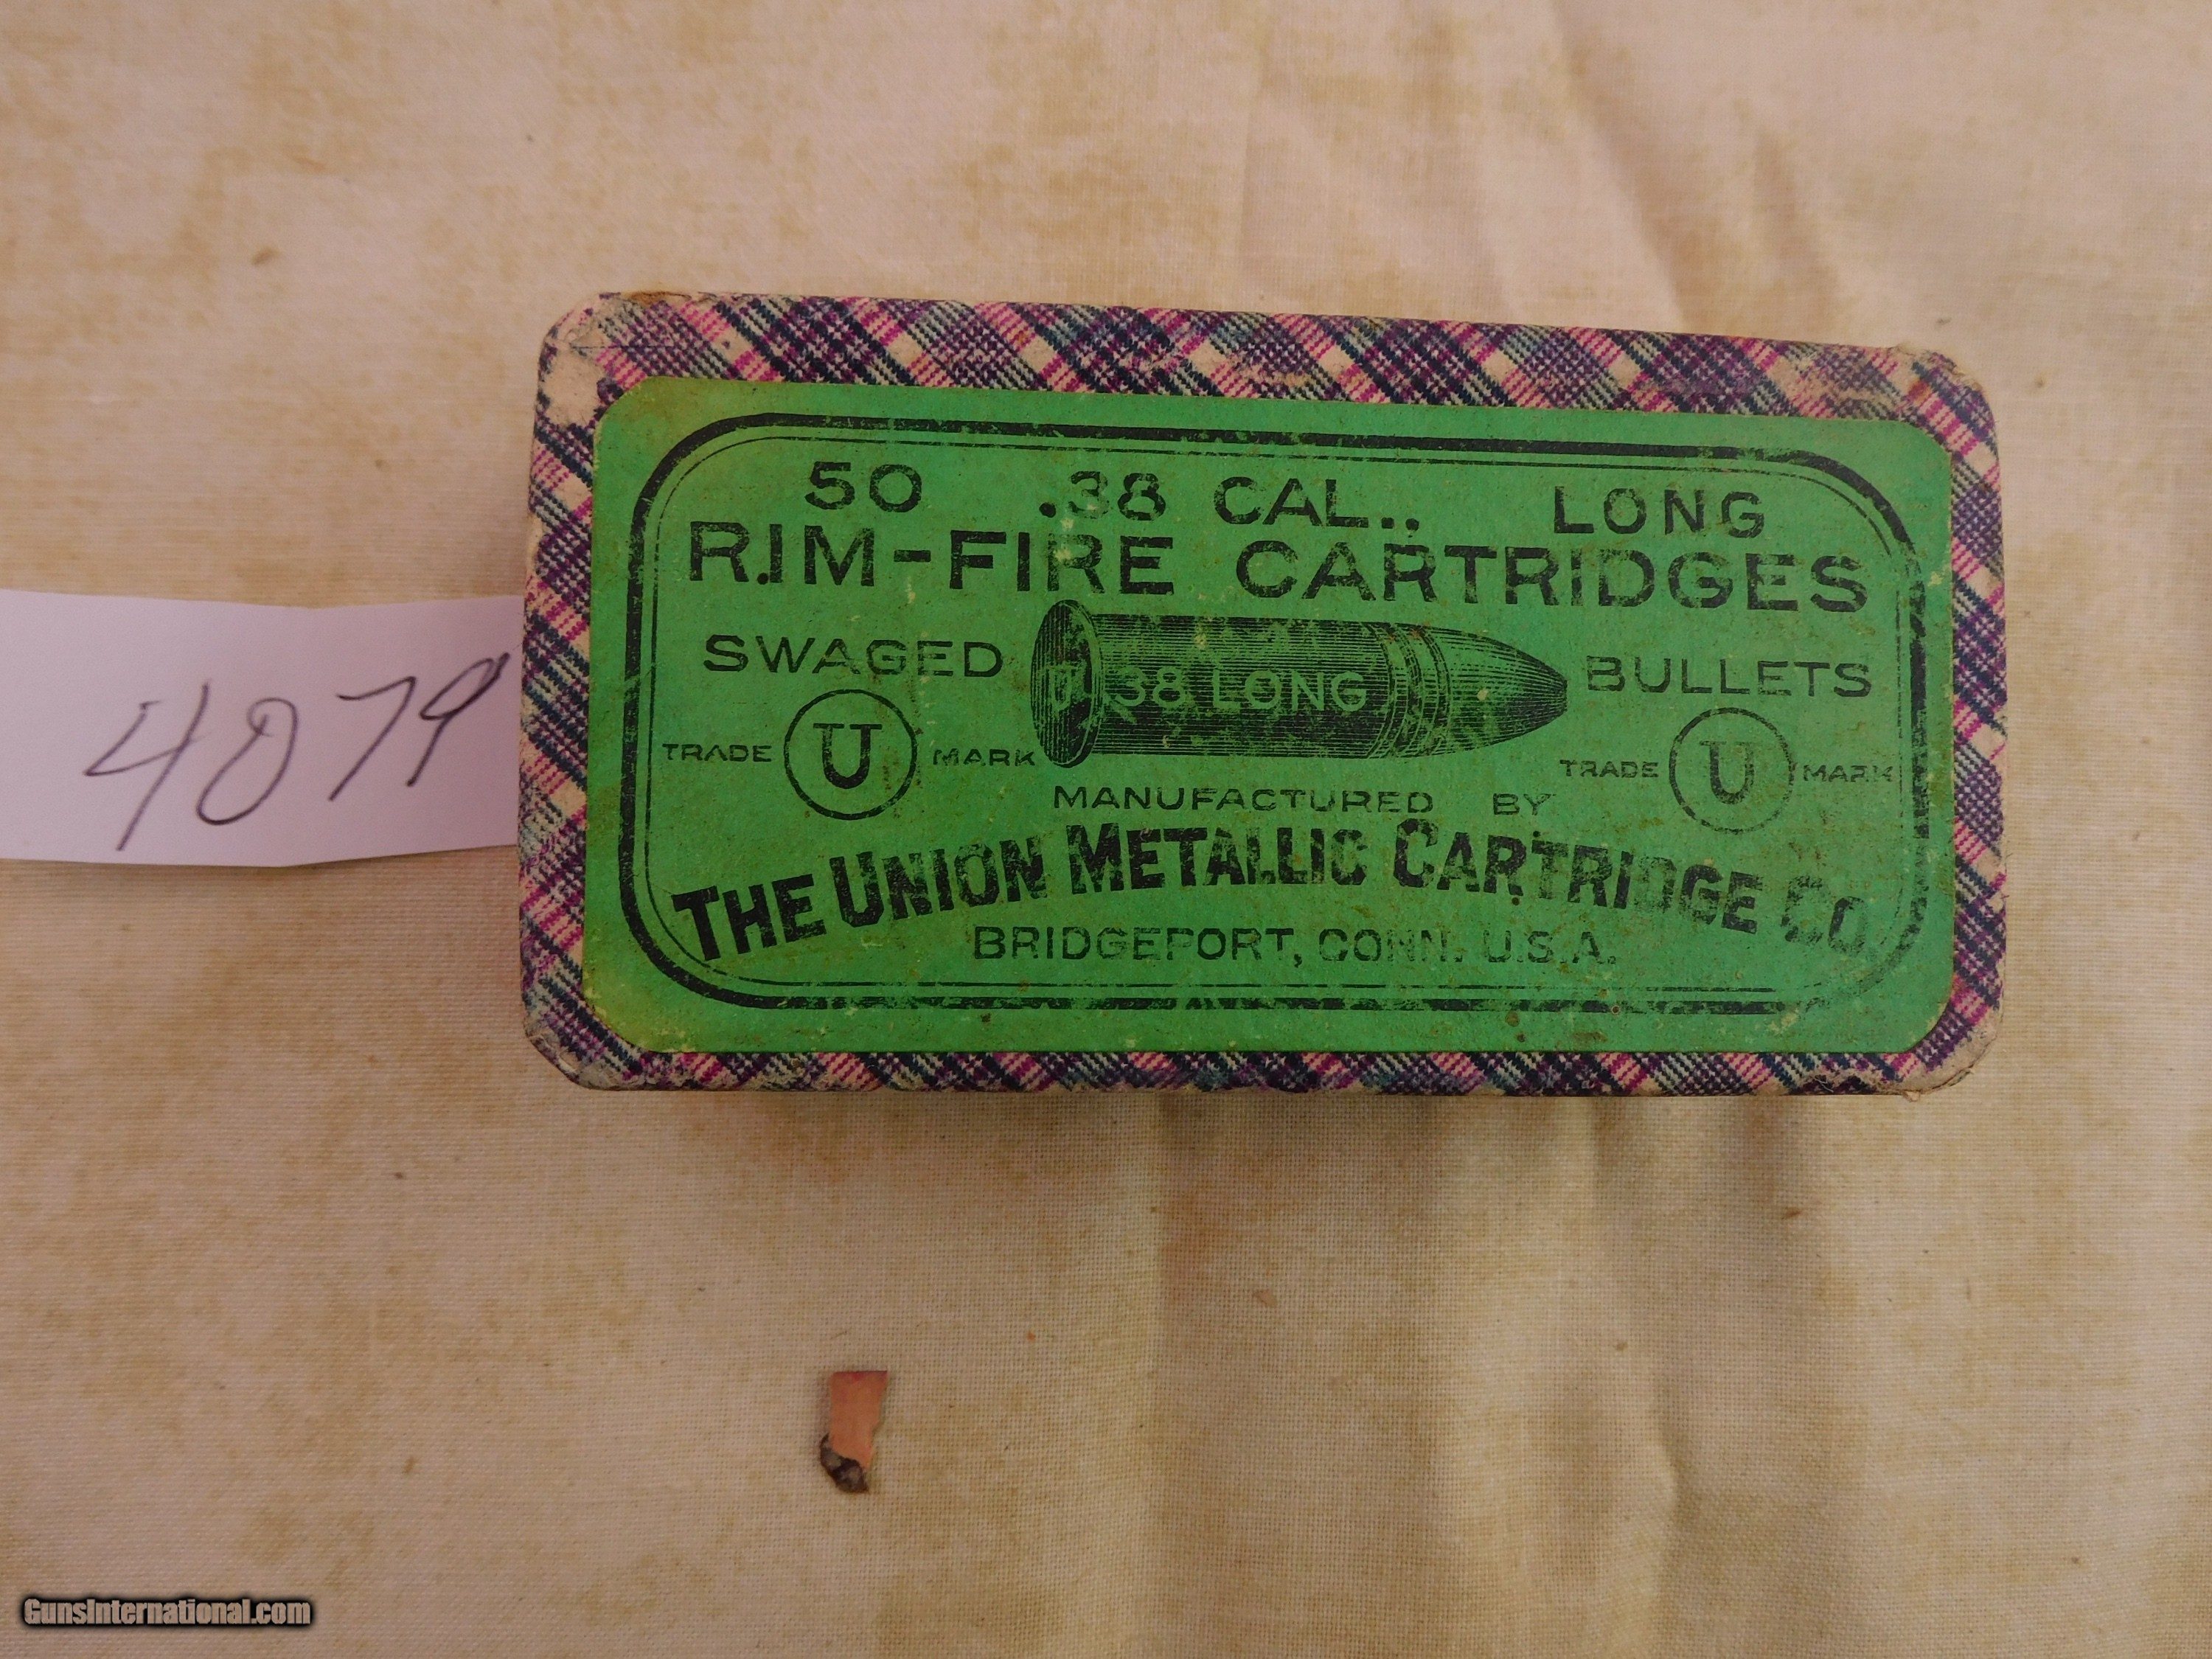 50 .38 CAL.. LONG
RIM-FIRE CARTRIDGES
SWAGED BULLETS
U 38 LONG
TRADE U MARK
TRADE U MARK
MANUFACTURED BY
THE UNION METALLIC CARTRIDGE CO
BRIDGEPORT, CONN. U.S.A.
4079
GunsInternational.com